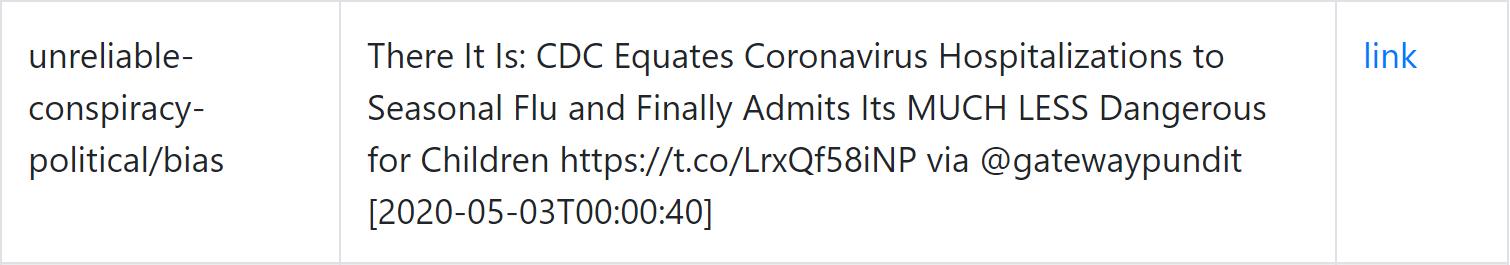 unreliable-
conspiracy-
political/bias
There It Is: CDC Equates Coronavirus Hospitalizations to
Seasonal Flu and Finally Admits Its MUCH LESS Dangerous
for Children https://t.co/LrxQf58iNP via @gatewaypundit
[2020-05-03T00:00:40]
link